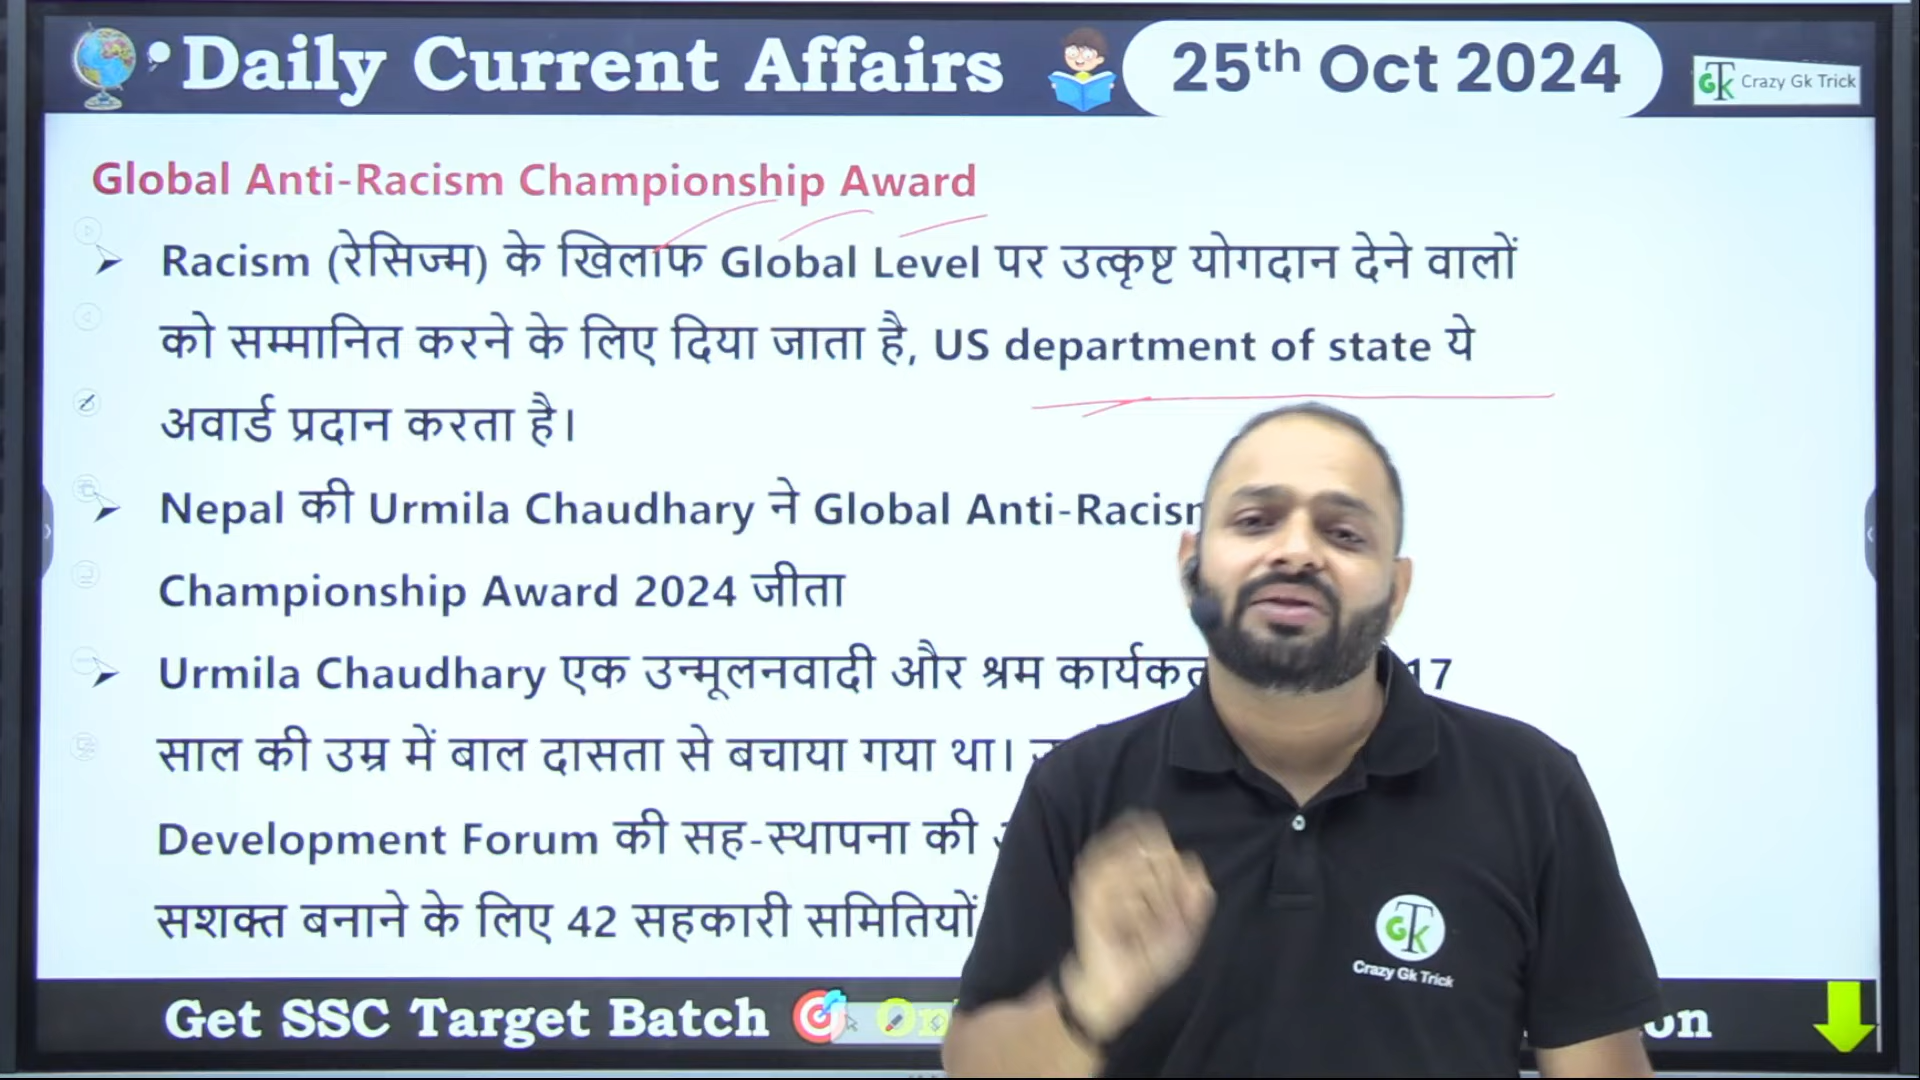 Daily Current Affairs
25th Oct 2024
GTK Crazy Gk Trick
Global Anti-Racism Championship Award
Racism (रेसिज्म) के खिलाफ Global Level पर उत्कृष्ट योगदान देने वालों
को सम्मानित करने के लिए दिया जाता है, US department of state ये
अवार्ड प्रदान करता है।
Nepal की Urmila Chaudhary ने Global Anti-Racism
Championship Award 2024 जीता
Urmila Chaudhary एक उन्मूलनवादी और श्रम 17
साल की उम्र में बाल दासता से बचाया गया था।
Development Forum की सह-स्थापना की
सशक्त बनाने के लिए 42 सहकारी समितियों
GTK
Crazy Gk Trick
Get SSC Target Batch